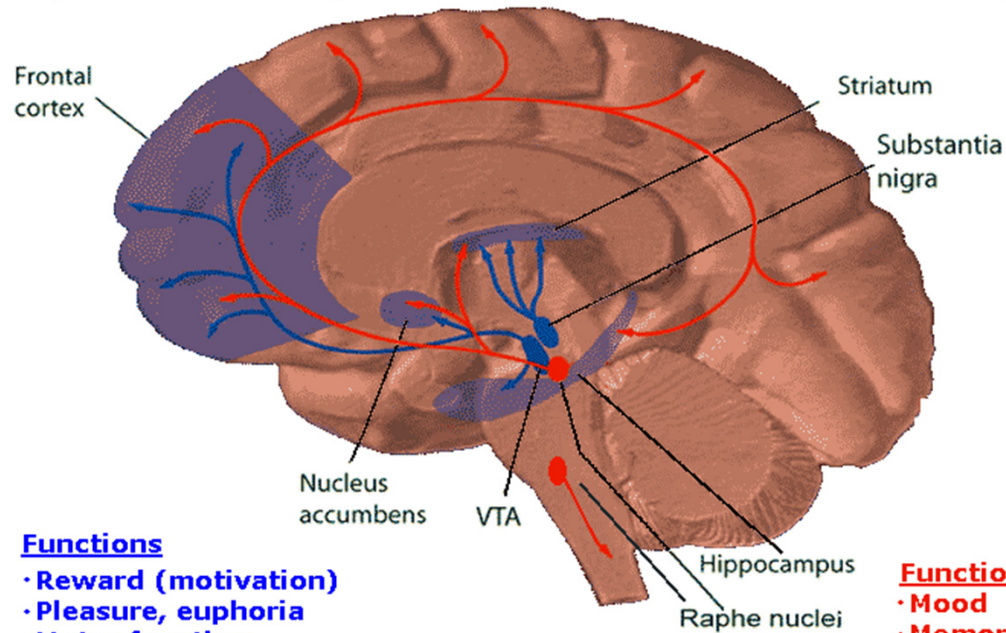 Frontal
cortex
Striatum
Substantia
nigra
Nucleus
accumbens
VTA
Hippocampus
Raphe nuclei
Functions
· Reward (motivation)
· Pleasure, euphoria
· Mood